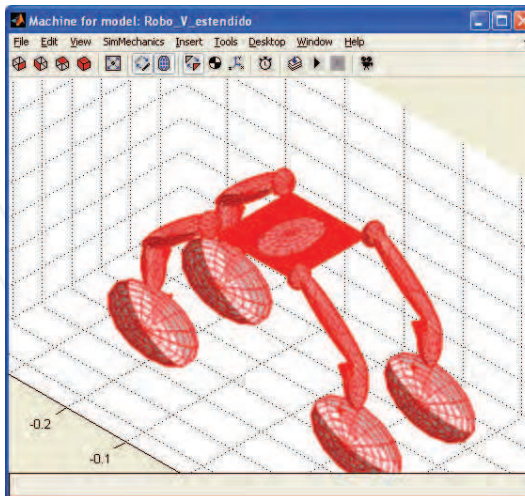 Machine for model: Robo_V_estendido
File Edit View SimMechanics Insert Tools Desktop Window Help
-0.2
-0.1